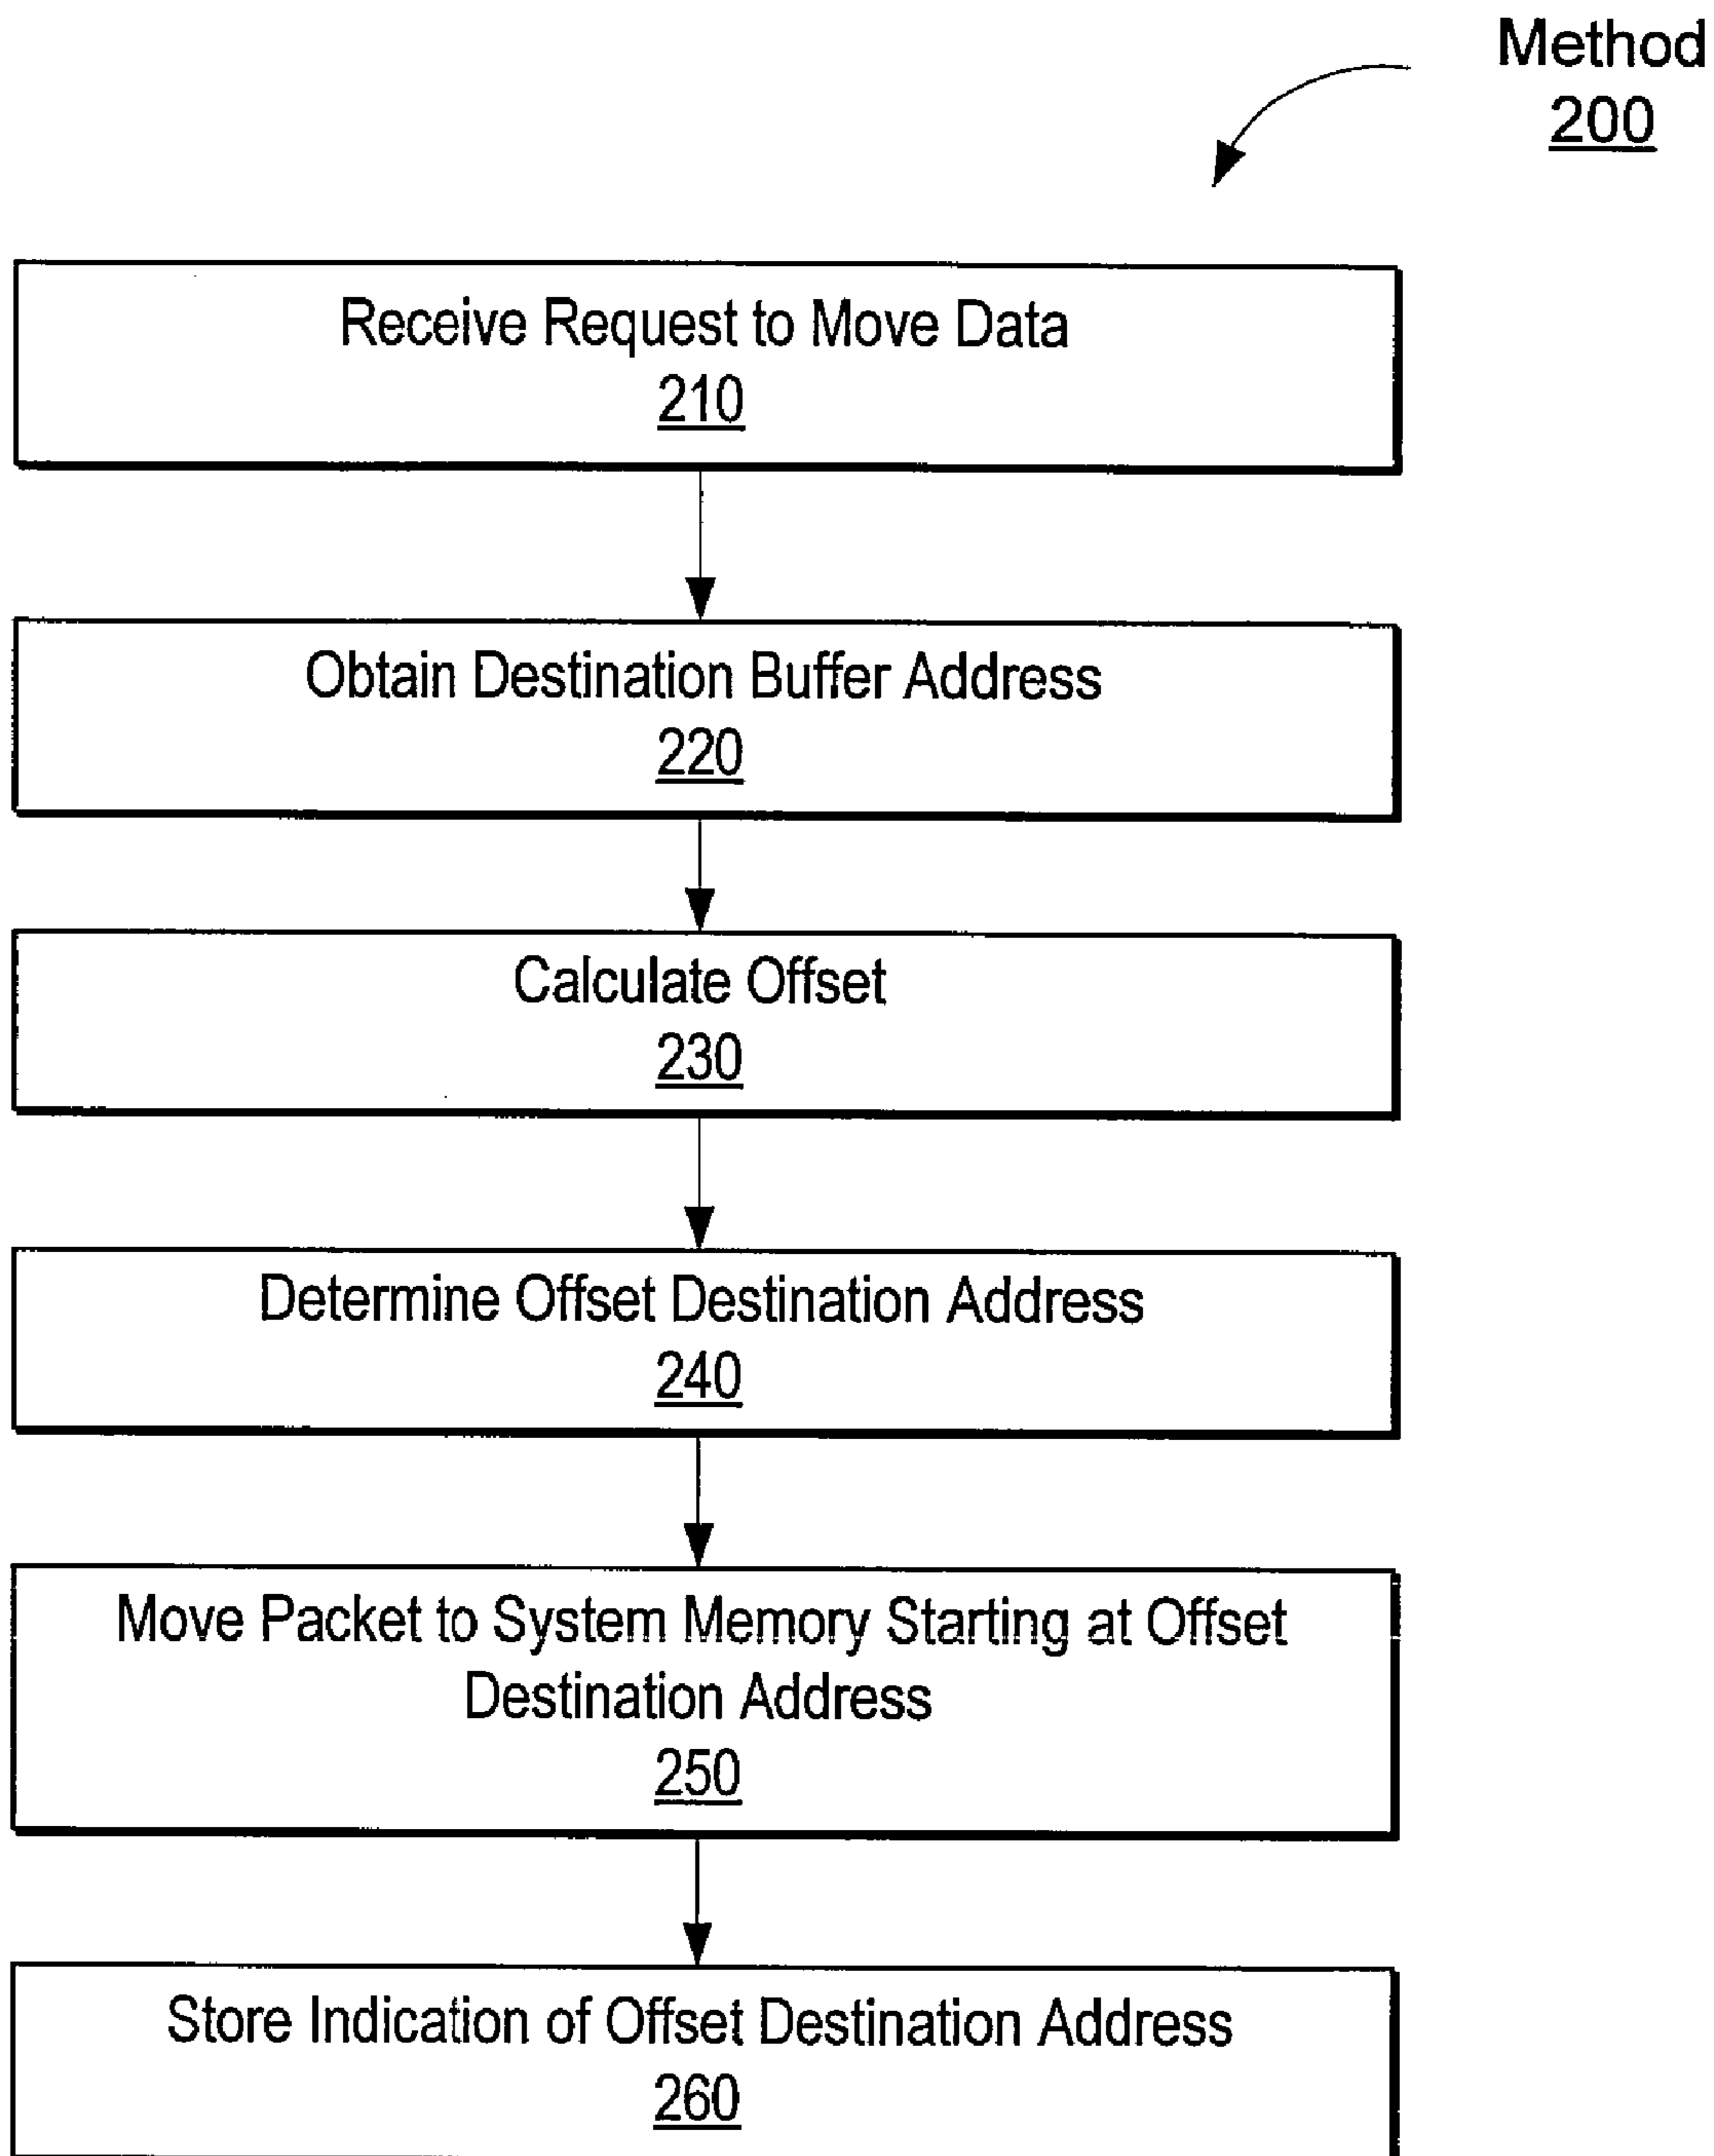 Method
200
Receive Request to Move Data
210
Obtain Destination Buffer Address
220
Calculate Offset
230
Determine Offset Destination Address
240
Move Packet to System Memory Starting at Offset
Destination Address
250
Store Indication of Offset Destination Address
260